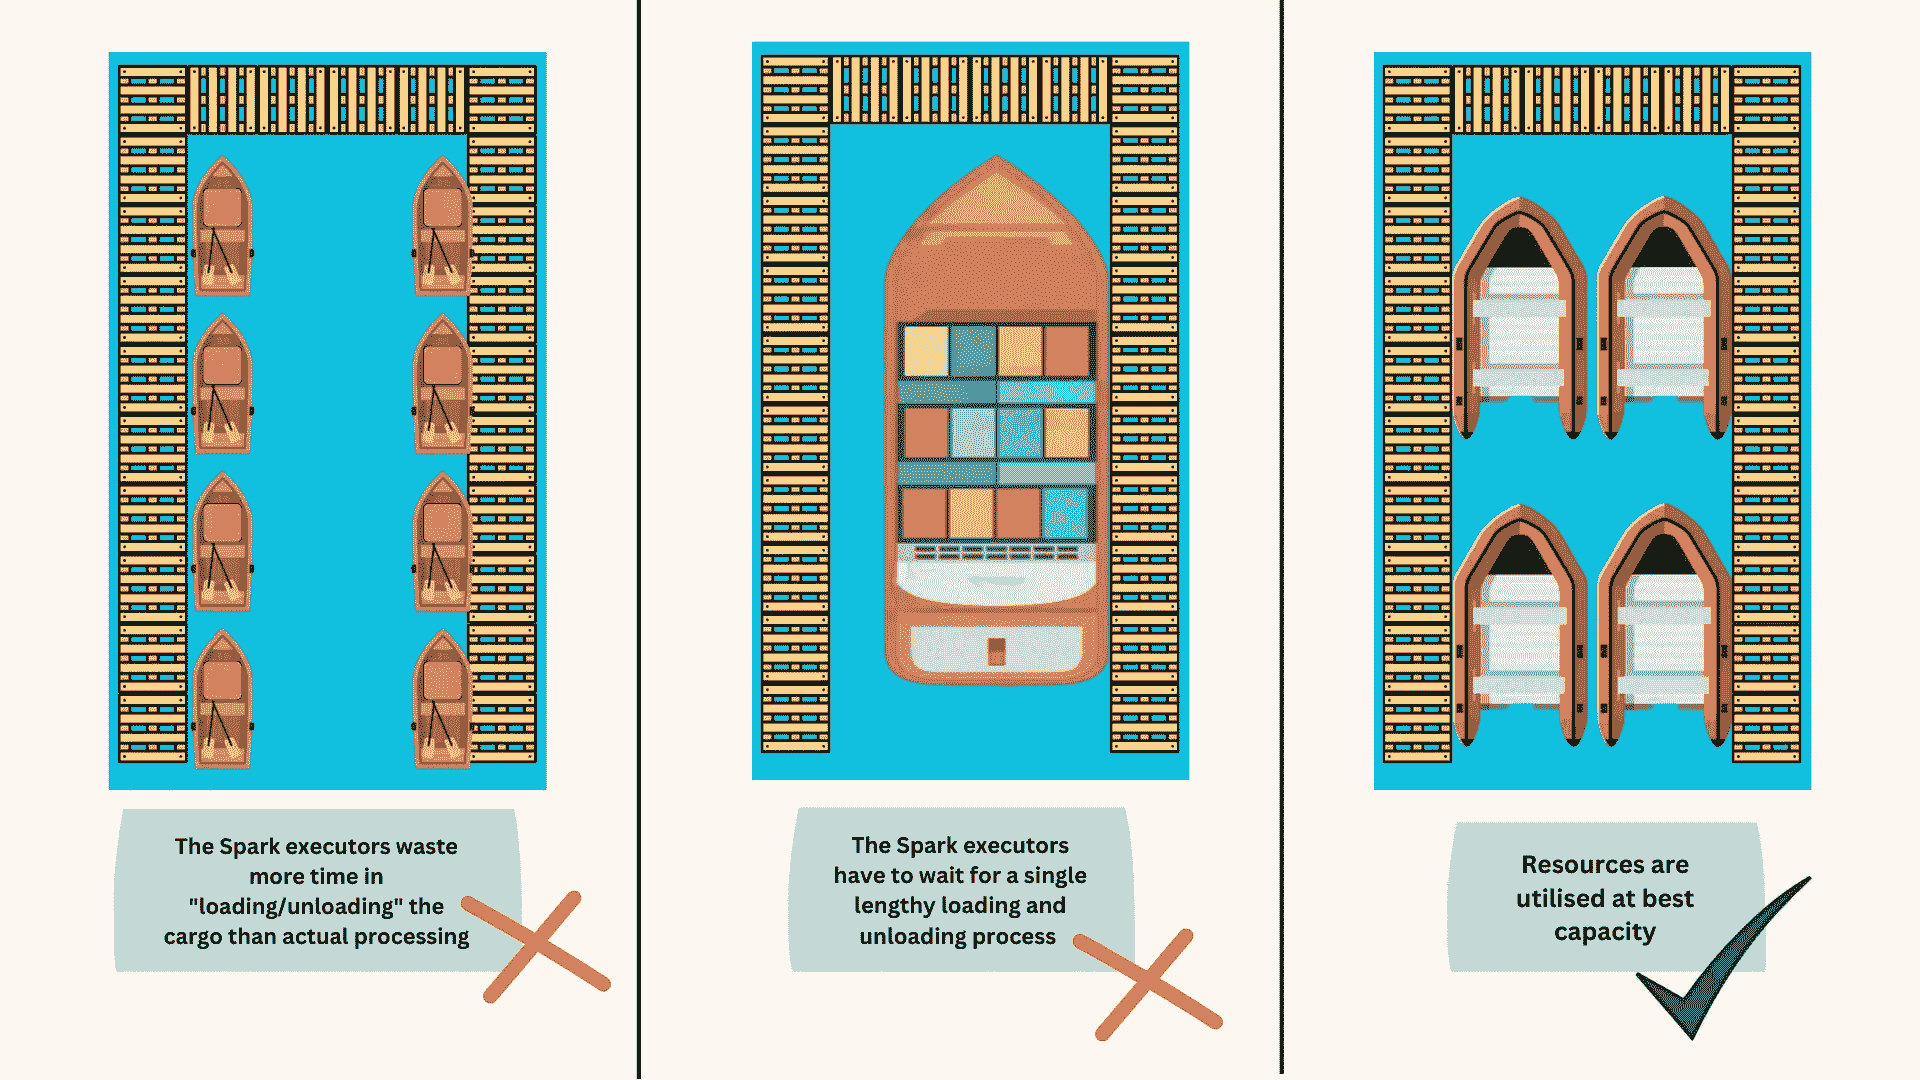 The Spark executors waste
more time in
"loading/unloading" the
cargo than actual processing
The Spark executors
have to wait for a single
lengthy loading and
unloading process
Resources are
utilised at best
capacity